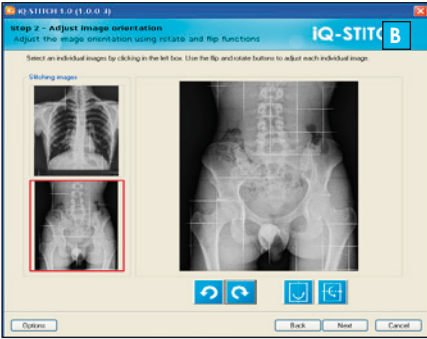 iQ-STITCH 1.0 (1.0.0.3)
Step 2 - Adjust image orientation
Adjust the image orientation using rotate and flip functions
iQ-STITC
B
Select an individual images by clicking in the left box. Use the flip and rotate buttons to adjust each individual image.
Stitching images
Options
Back
Next
Cancel